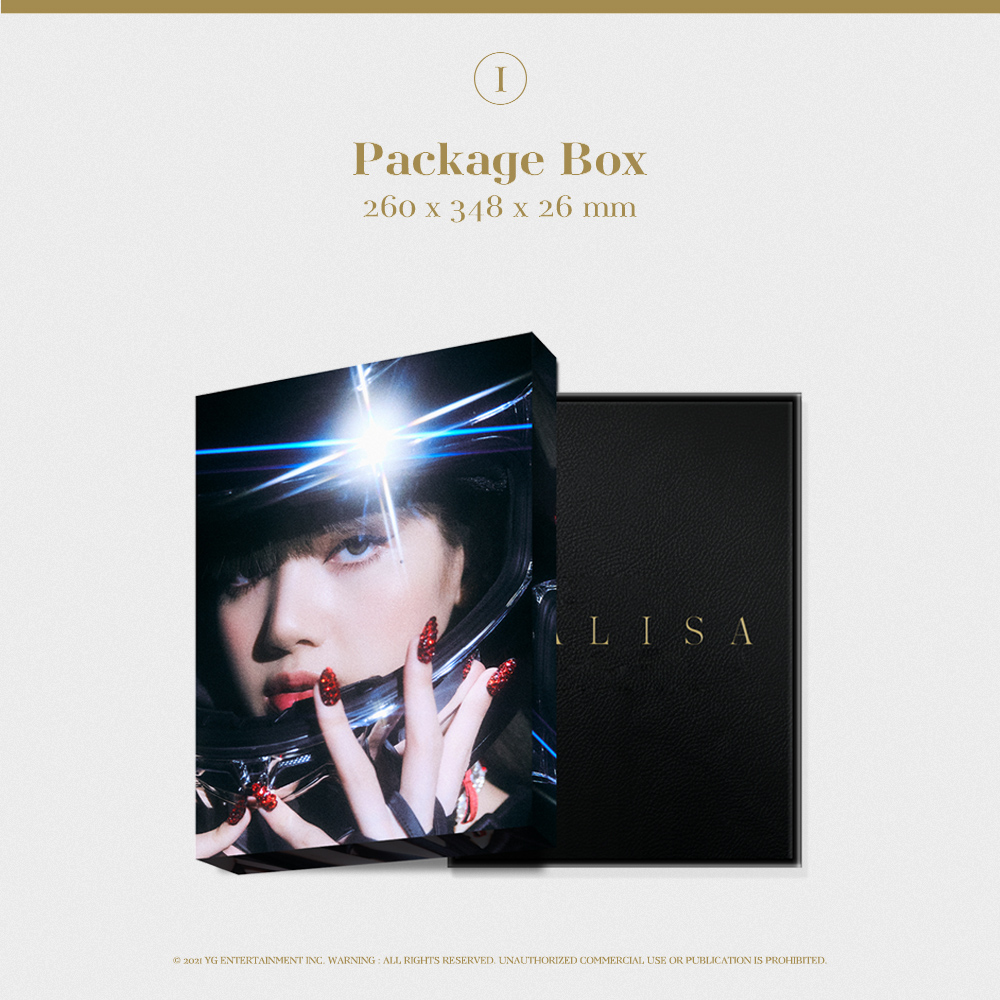 I
Package Box
260 x 348 x 26 mm
ALISA
© 2021 YG ENTERTAINMENT INC. WARNING : ALL RIGHTS RESERVED. UNAUTHORIZED COMMERCIAL USE OR PUBLICATION IS PROHIBITED.